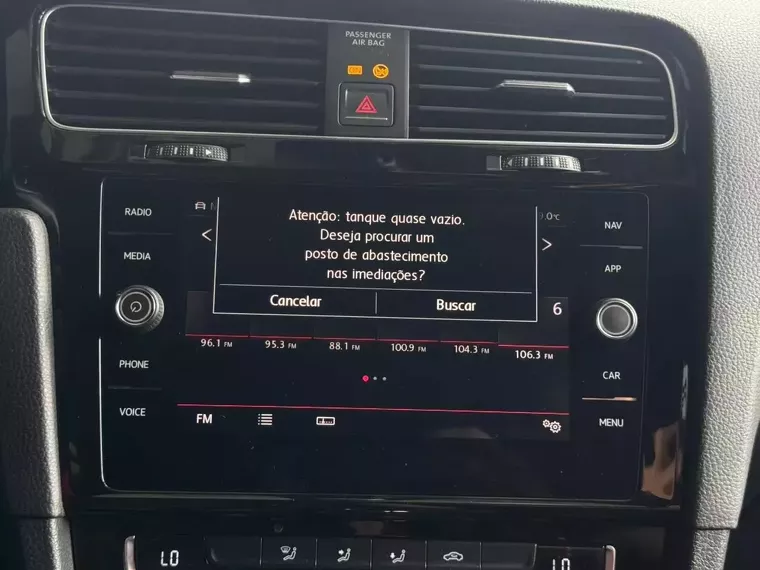 PASSENGER
AIR BAG
RADIO
MEDIA
PHONE
VOICE
Atenção: tanque quase vazio.
Deseja procurar um
posto de abastecimento
nas imediações?
Cancelar
Buscar
6
96.1 FM
95.3 FM
88.1 FM
100.9 FM
104.3 FM
106.3 FM
FM
NAV
APP
CAR
MENU
LO
LO